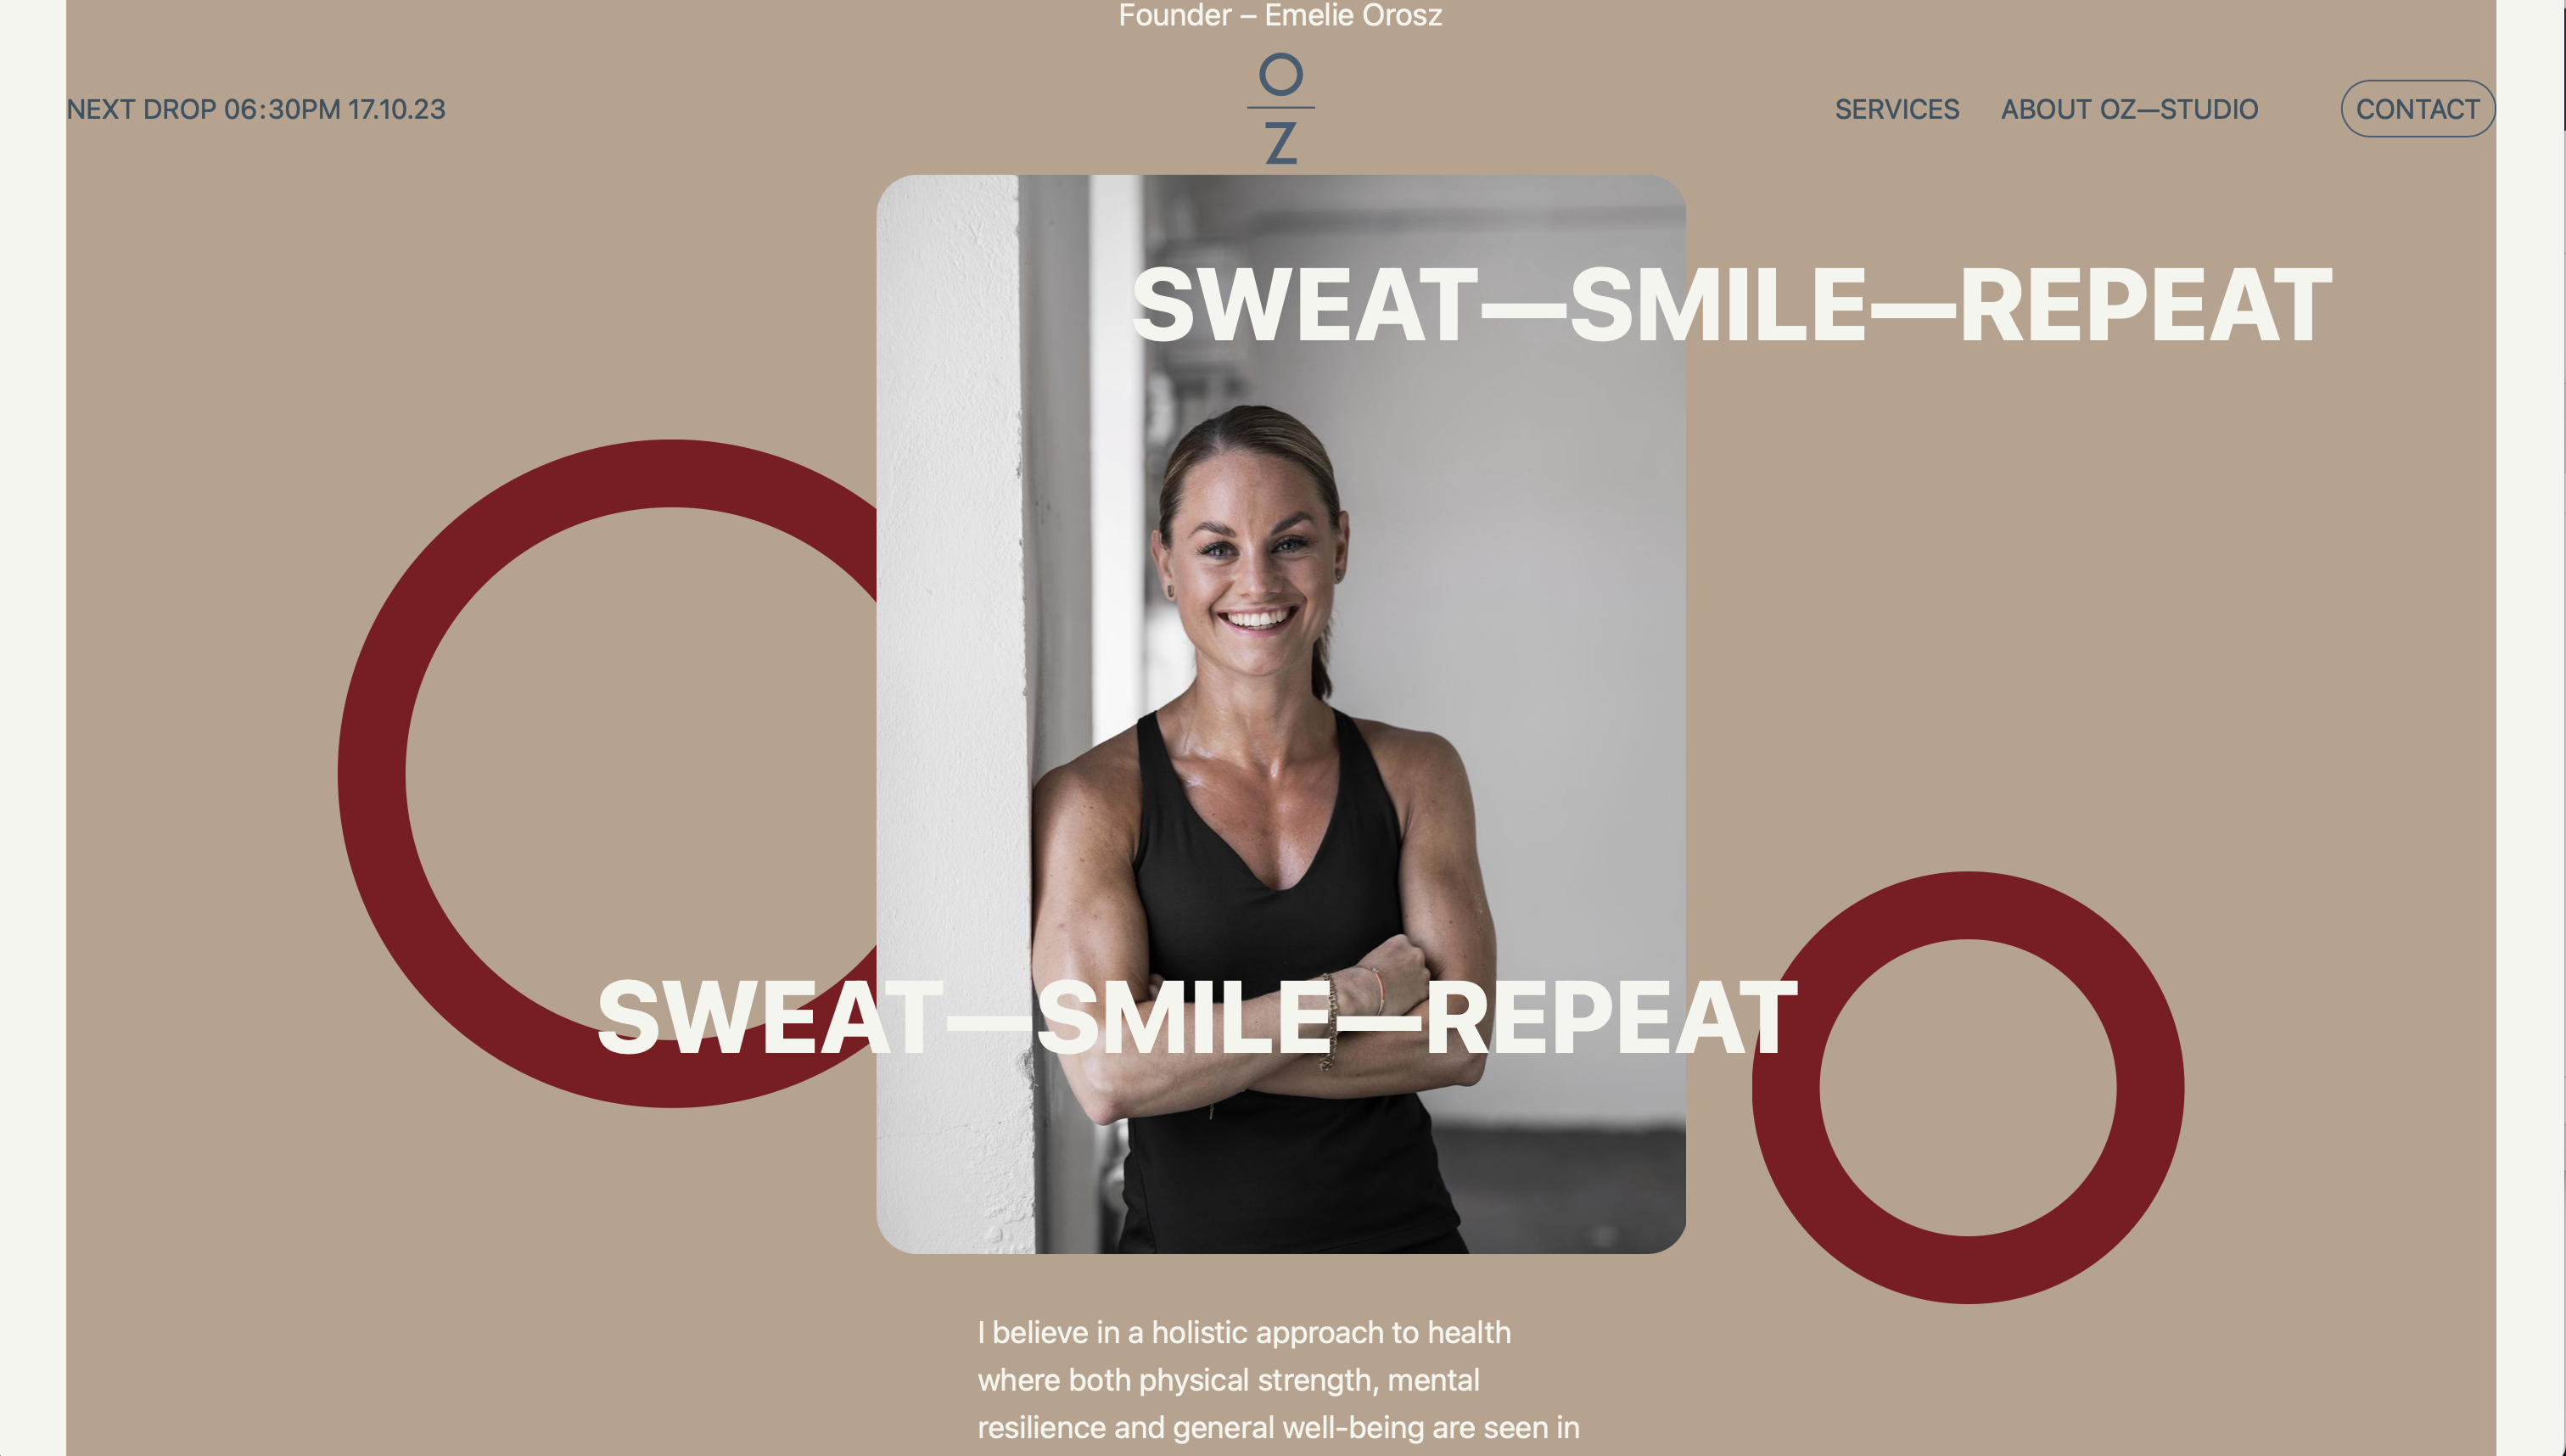 Founder – Emelie Orosz
NEXT DROP 06:30PM 17.10.23
O
Z
SERVICES
ABOUT OZ—STUDIO
CONTACT
SWEAT—SMILE—REPEAT
SWEAT—SMILE—REPEAT
I believe in a holistic approach to health
where both physical strength, mental
resilience and general well-being are seen in